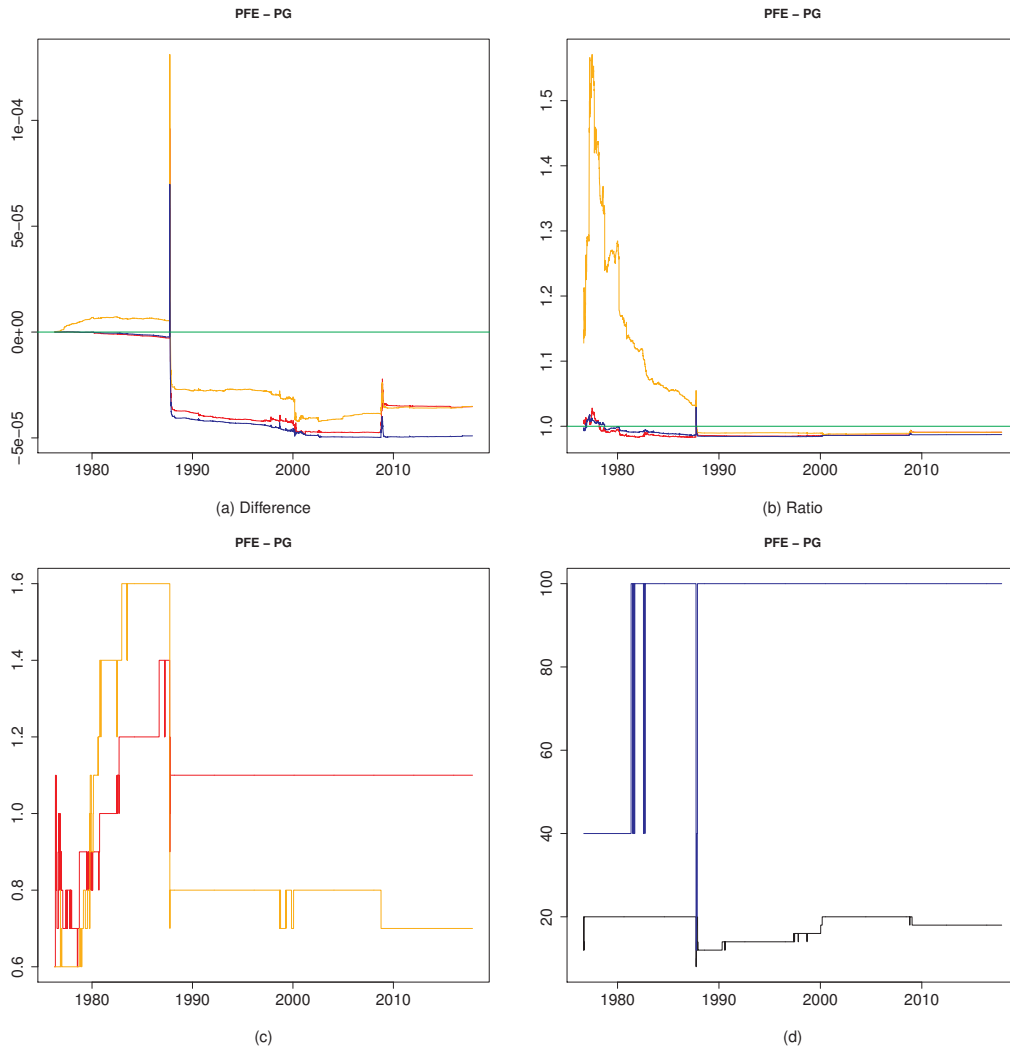 PFE – PG
PFE – PG
1e−04
5e−05
0e+00
−5e−05
1980
1990
2000
2010
(a) Difference
1.5
1.4
1.3
1.2
1.1
1.0
1980
1990
2000
2010
(b) Ratio
PFE – PG
PFE – PG
1.6
1.4
1.2
1.0
0.8
0.6
1980
1990
2000
2010
(c)
100
80
60
40
20
1980
1990
2000
2010
(d)